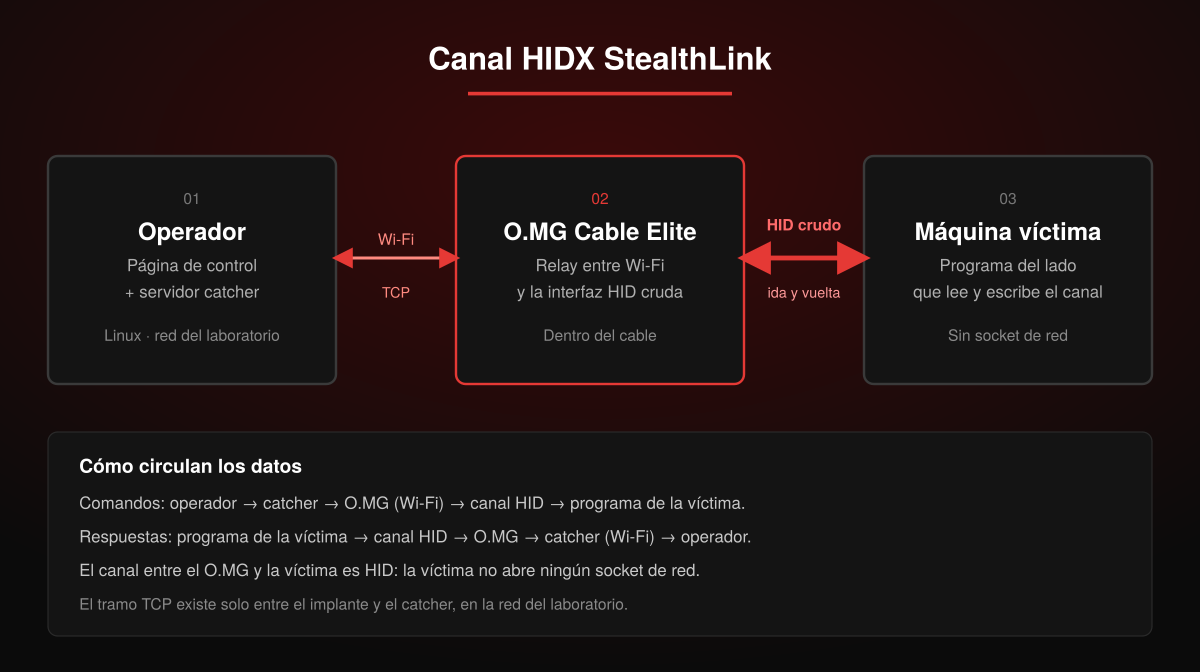 Canal HIDX StealthLink
01
Operador
Página de control
+ servidor catcher
Linux · red del laboratorio
Wi-Fi
TCP
02
O.MG Cable Elite
Relay entre Wi-Fi
y la interfaz HID cruda
Dentro del cable
HID crudo
ida y vuelta
03
Máquina víctima
Programa del lado
que lee y escribe el canal
Sin socket de red
Cómo circulan los datos
Comandos: operador → catcher → O.MG (Wi-Fi) → canal HID → programa de la víctima.
Respuestas: programa de la víctima → canal HID → O.MG → catcher (Wi-Fi) → operador.
El canal entre el O.MG y la víctima es HID: la víctima no abre ningún socket de red.
El tramo TCP existe solo entre el implante y el catcher, en la red del laboratorio.